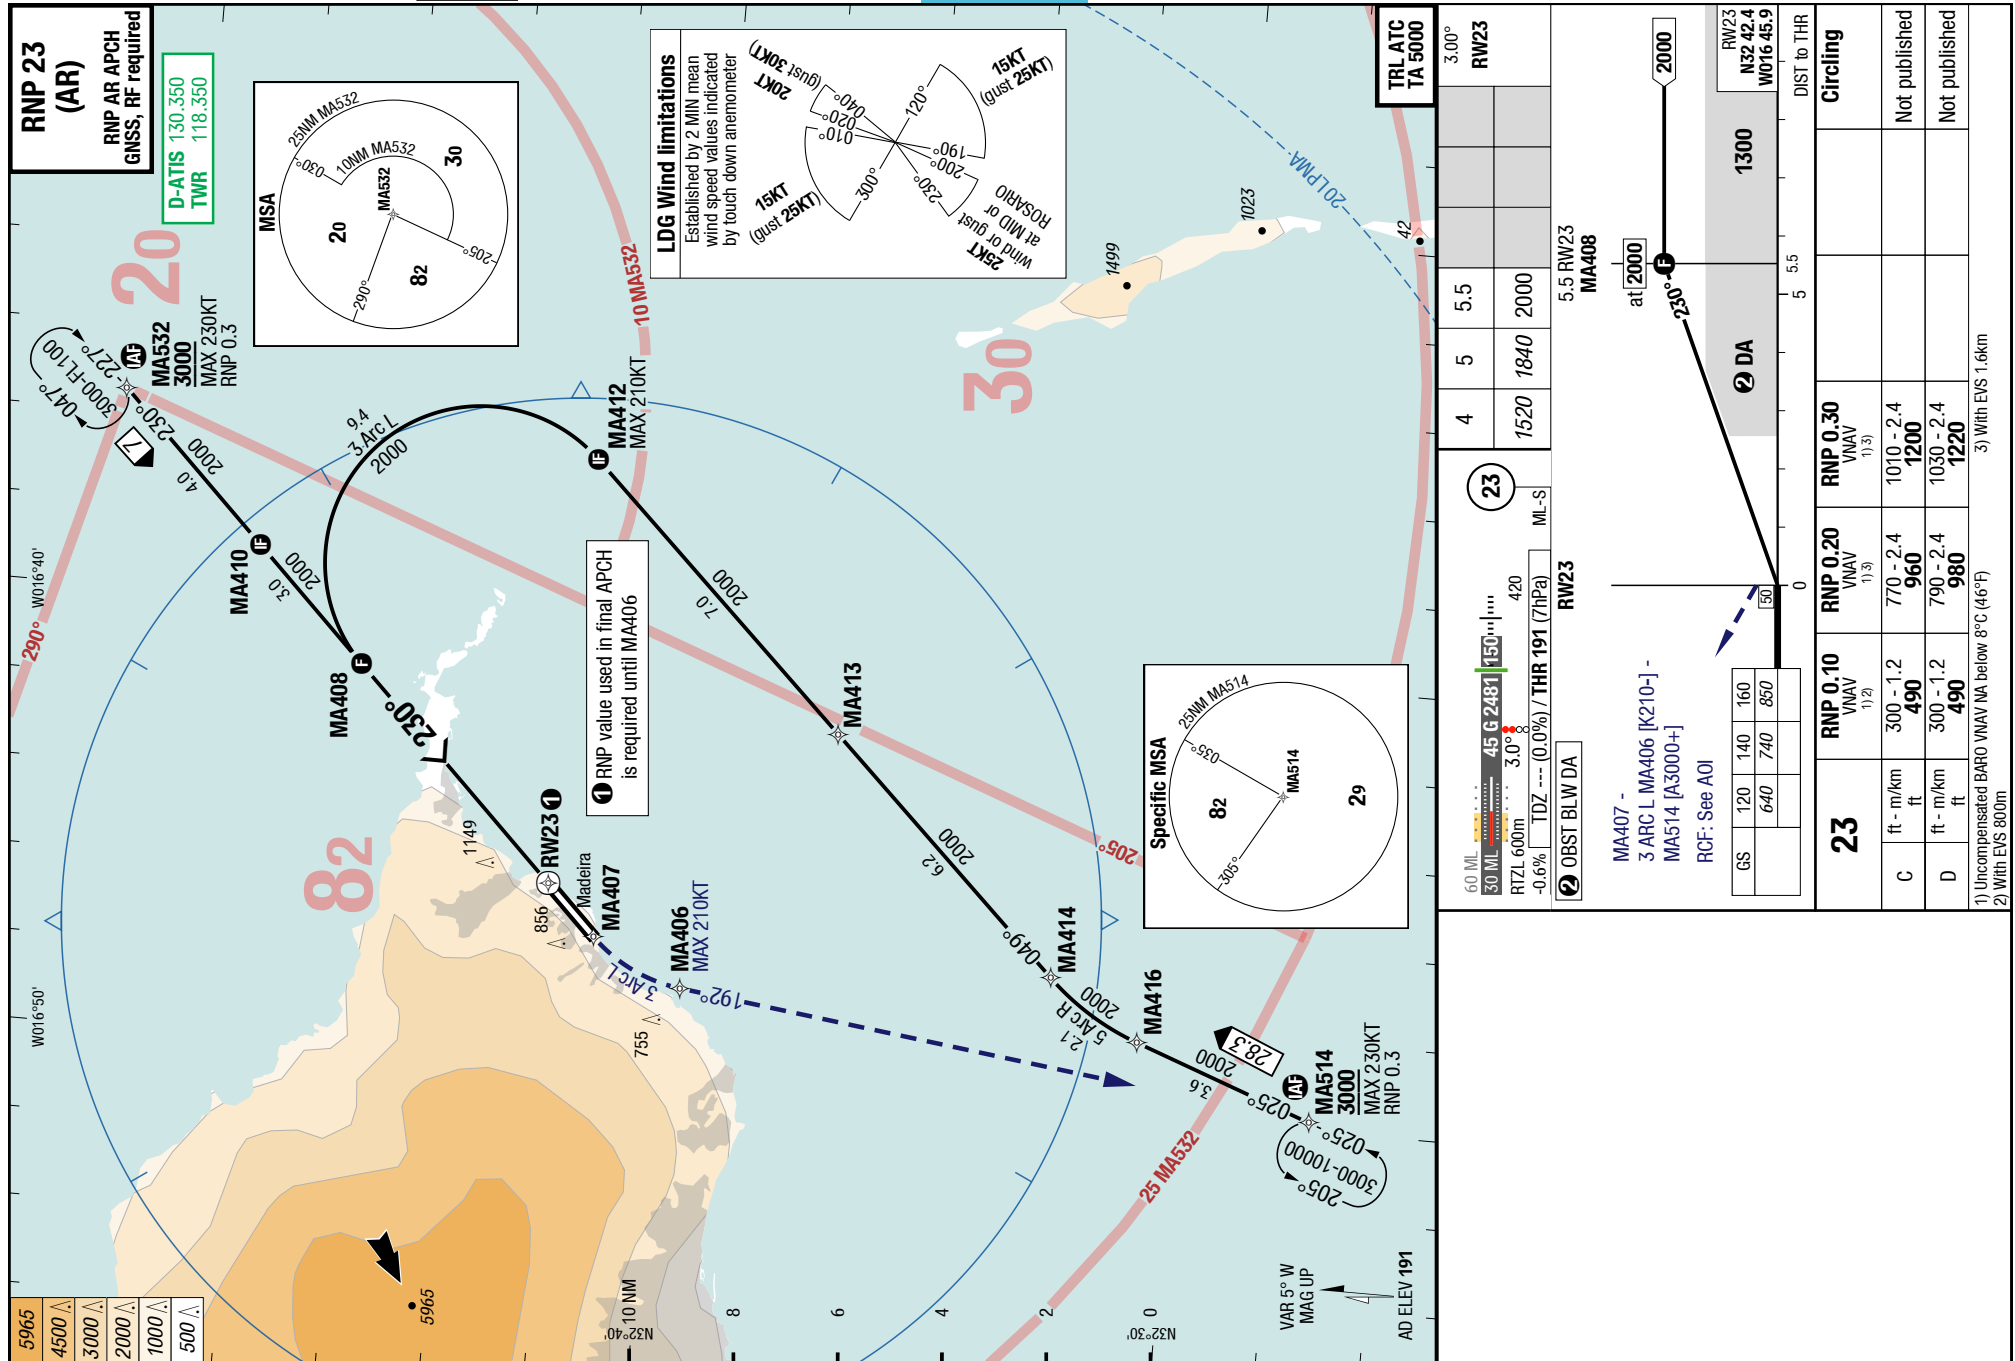 RNP 23
(AR)
RNP AR APCH
GNSS, RF required
D-ATIS 130.350
TWR 118.350
MSA
25NM MA532
10NM MA532
030°
MA532
20
30
82
290°
205°
LDG Wind limitations
Established by 2 MIN mean
wind speed values indicated
by touch down anemometer
20KT
(gust 30KT)
040°
020°
010°
15KT
(gust 25KT)
300°
120°
15KT
(gust 25KT)
190°
200°
230°
25KT
wind or gust
at MID or
ROSARIO
TRL ATC
TA 5000
20
047°
3000-FL100
227°
IAF
MA532
3000
MAX 230KT
RNP 0.3
230°
7
2000
4.0
IF
MA410
2000
3.0
9.4
3 Arc L
2000
F
MA408
IF
MA412
MAX 210KT
10 MA532
30
1499
1023
42
20 LPMA
290°
W016°40'
W016°50'
230°
82
1149
RW23 1
Madeira
856
MA407
MA406
MAX 210KT
3 Arc L
192°
755
1 RNP value used in final APCH
is required until MA406
7.0
2000
MA413
6.2
2000
205°
049°
MA414
2000
5 Arc R
2.1
MA416
28.3
2000
3.6
025°
IAF
MA514
3000
MAX 230KT
RNP 0.3
025°
3000-10000
205°
25 MA532
Specific MSA
25NM MA514
035°
MA514
82
29
305°
5965
5965
4500
3000
2000
1000
500
10 NM
8
6
4
2
0
N32°40'
N32°30'
VAR 5° W
MAG UP
AD ELEV 191
3.00°
RW23
4 5 5.5
1520 1840 2000
23
60 ML
30 ML 45 G 2481 150
420
RTZL 600m
3.0°
ML-S
-0.6% TDZ --- (0.0%) / THR 191 (7hPa)
2 OBST BLW DA
RW23
5.5 RW23
MA408
at 2000
F
230°
2000
2 DA
1300
RW23
N32 42.4
W016 45.9
50
0
5
5.5
DIST to THR
MA407 -
3 ARC L MA406 [K210-] -
MA514 [A3000+]
RCF: See AOI
GS 120 140 160
640 740 850
23 RNP 0.10 RNP 0.20 RNP 0.30 Circling
VNAV VNAV VNAV
1) 2) 1) 3) 1) 3)
C ft - m/km 300 - 1.2 770 - 2.4 1010 - 2.4 Not published
ft 490 960 1200
D ft - m/km 300 - 1.2 790 - 2.4 1030 - 2.4 Not published
ft 490 980 1220
1) Uncompensated BARO VNAV NA below 8°C (46°F)
2) With EVS 800m
3) With EVS 1.6km